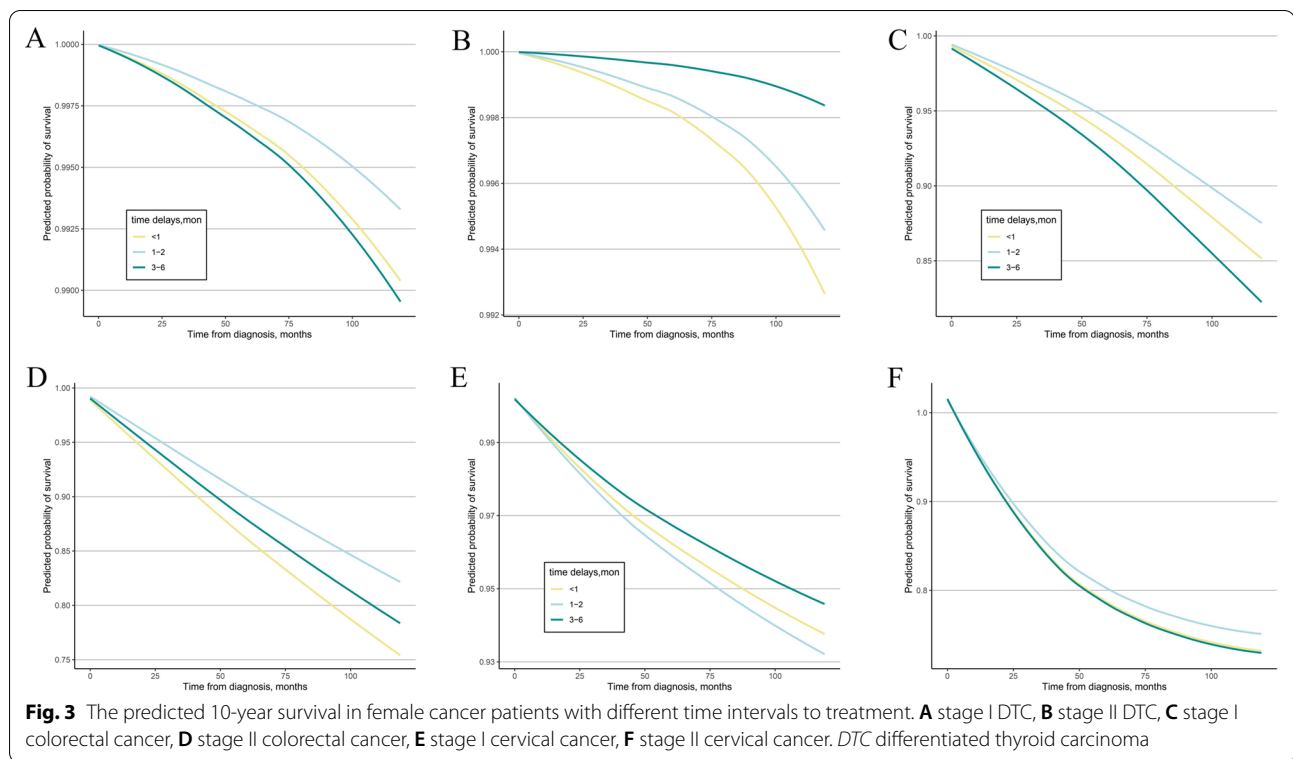 A
Predicted probability of survival
1.0000
0.9975
0.9950
0.9925
0.9900
time delays,mon
<1
1−2
3−6
0
25
50
75
100
Time from diagnosis, months
B
Predicted probability of survival
1.000
0.998
0.996
0.994
0.992
0
25
50
75
100
Time from diagnosis, months
C
Predicted probability of survival
1.00
0.95
0.90
0.85
time delays,mon
<1
1−2
3−6
0
25
50
75
100
Time from diagnosis, months
D
Predicted probability of survival
1.00
0.95
0.90
0.85
0.80
0.75
0
25
50
75
100
Time from diagnosis, months
E
Predicted probability of survival
0.99
0.97
0.95
0.93
time delays,mon
<1
1−2
3−6
0
25
50
75
100
Time from diagnosis, months
F
Predicted probability of survival
1.0
0.9
0.8
0
25
50
75
100
Time from diagnosis, months
Fig. 3 The predicted 10-year survival in female cancer patients with different time intervals to treatment. A stage I DTC, B stage II DTC, C stage I
colorectal cancer, D stage II colorectal cancer, E stage I cervical cancer, F stage II cervical cancer. DTC differentiated thyroid carcinoma